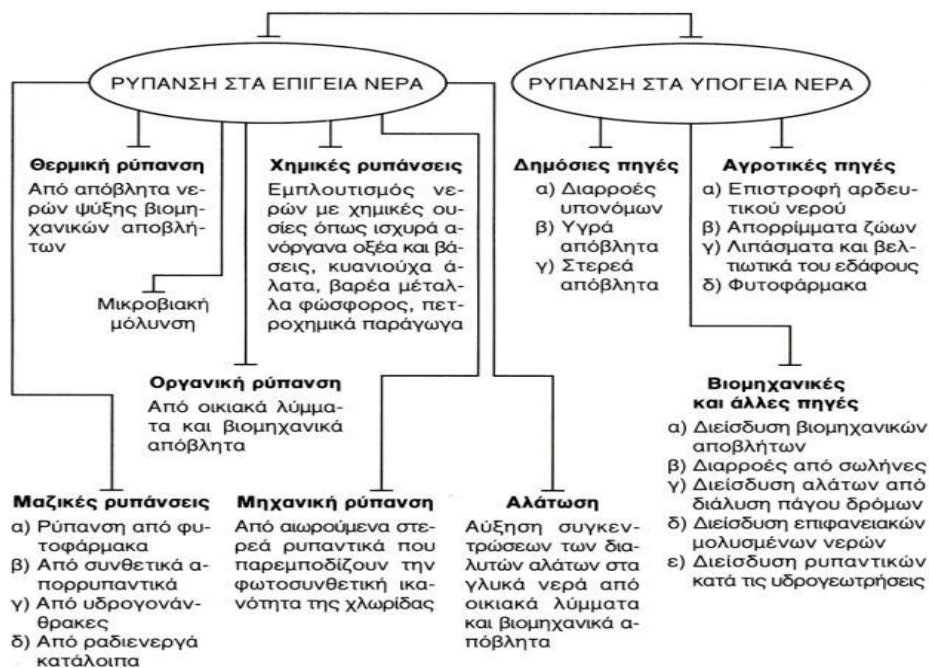 ΡΥΠΑΝΣΗ ΣΤΑ ΕΠΙΓΕΙΑ ΝΕΡΑ
ΡΥΠΑΝΣΗ ΣΤΑ ΥΠΟΓΕΙΑ ΝΕΡΑ
Θερμική ρύπανση
Από απόβλητα νε-
ρών ψύξης βιομη-
χανικών αποβλή-
των
Χημικές ρυπάνσεις
Εμπλουτισμός νε-
ρών με χημικές ου-
σίες όπως ισχυρά α-
νόργανα οξέα και βά-
σεις, κυανιούχα ά-
λατα, βαρέα μέταλ-
λα φώσφορος, πετ-
ροχημικά παράγωγα
Δημόσιες πηγές
α) Διαρροές
υπονόμων
β) Υγρά
απόβλητα
γ) Στερεά
απόβλητα
Αγροτικές πηγές
α) Επιστροφή αρδευ-
τικού νερού
β) Απορρίμματα ζώων
γ) Λιπάσματα και βελ-
τιωτικά του εδάφους
δ) Φυτοφάρμακα
Μικροβιακή
μόλυνση
Οργανική ρύπανση
Από οικιακά λύμμα-
τα και βιομηχανικά
απόβλητα
Βιομηχανικές
και άλλες πηγές
α) Διείσδυση βιομηχανικών
αποβλήτων
β) Διαρροές από σωλήνες
γ) Διείσδυση αλάτων από
διάλυση πάγου δρόμων
δ) Διείσδυση επιφανειακών
μολυσμένων νερών
ε) Διείσδυση ρυπαντικών
κατά τις υδρογεωτρήσεις
Μαζικές ρυπάνσεις
α) Ρύπανση από φυ-
τοφάρμακα
β) Από συνθετικά α-
πορρυπαντικά
γ) Από υδρογονάν-
θρακες
δ) Από ραδιενεργά
κατάλοιπα
Μηχανική ρύπανση
Από αιωρούμενα στε-
ρεά ρυπαντικά που
παρεμποδίζουν την
φωτοσυνθετική ικα-
νότητα της χλωρίδας
Αλάτωση
Αύξηση συγκεν-
τρώσεων των δια-
λυτών αλάτων στα
γλυκά νερά από
οικιακά λύμματα
και βιομηχανικά α-
πόβλητα